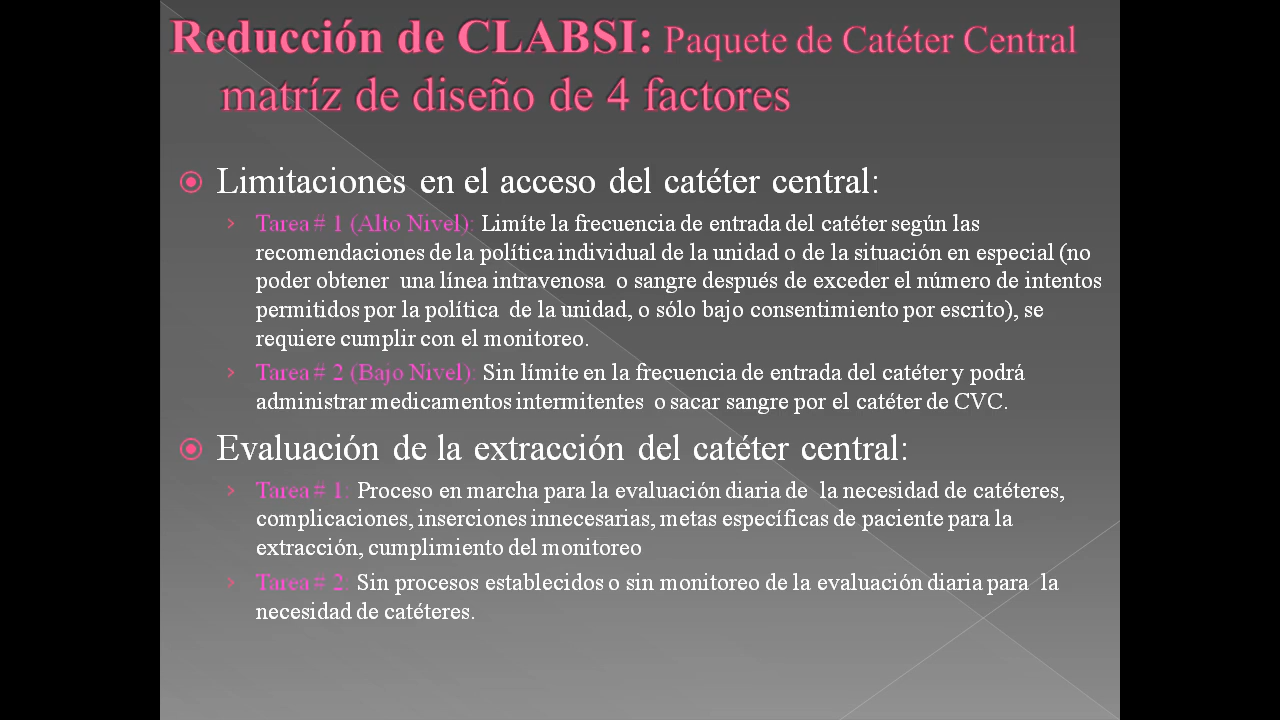 Reducción de CLABSI: Paquete de Catéter Central
matríz de diseño de 4 factores
Limitaciones en el acceso del catéter central:
Tarea # 1 (Alto Nivel): Limíte la frecuencia de entrada del catéter según las
recomendaciones de la política individual de la unidad o de la situación en especial (no
poder obtener una línea intravenosa o sangre después de exceder el número de intentos
permitidos por la política de la unidad, o sólo bajo consentimiento por escrito), se
requiere cumplir con el monitoreo.
Tarea # 2 (Bajo Nivel): Sin límite en la frecuencia de entrada del catéter y podrá
administrar medicamentos intermitentes o sacar sangre por el catéter de CVC.
Evaluación de la extracción del catéter central:
Tarea # 1: Proceso en marcha para la evaluación diaria de la necesidad de catéteres,
complicaciones, inserciones innecesarias, metas específicas de paciente para la
extracción, cumplimiento del monitoreo
Tarea # 2: Sin procesos establecidos o sin monitoreo de la evaluación diaria para la
necesidad de catéteres.